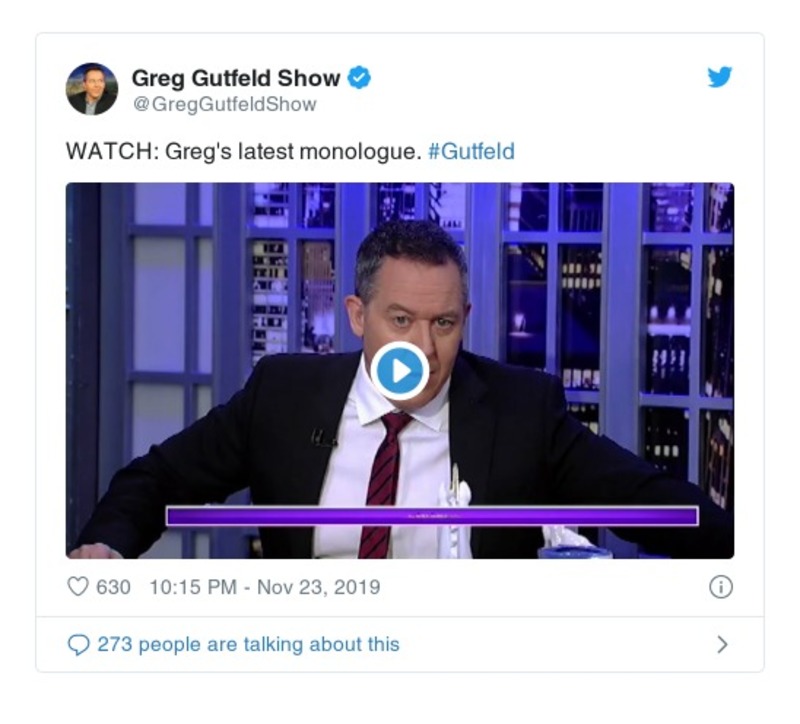 Greg Gutfeld Show
@GregGutfeldShow
WATCH: Greg's latest monologue. #Gutfeld
630 10:15 PM - Nov 23, 2019
273 people are talking about this